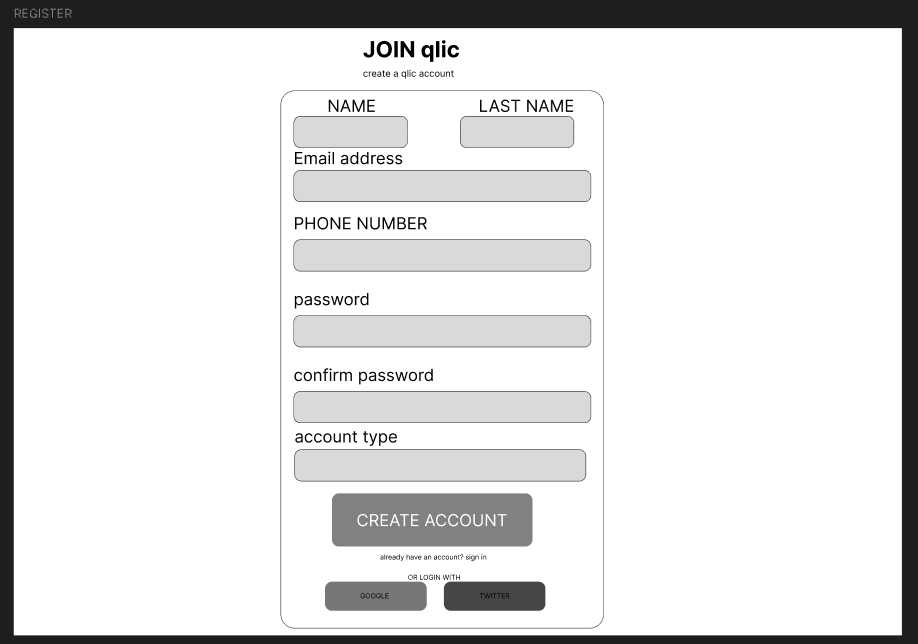 REGISTER
JOIN qlic
create a qlic account
NAME LAST NAME
Email address
PHONE NUMBER
password
confirm password
account type
CREATE ACCOUNT
already have an account? sign in
OR LOGIN WITH
GOOGLE TWITTER